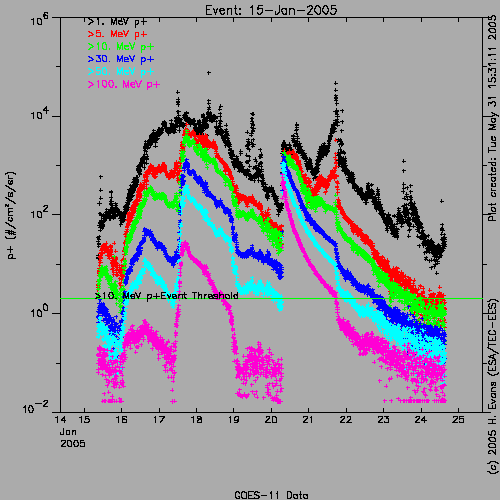 Event: 15-Jan-2005
>1. MeV p+
>5. MeV p+
>10. MeV p+
>30. MeV p+
>100. MeV p+
10^6
10^4
10^2
10^0
10^-2
p+ (#/cm²/s/sr)
>10. MeV p+Event Threshold
14 15 16 17 18 19 20 21 22 23 24 25
Jan
2005
GOES-11 Data
Plot created: Tue May 31 15:31:11 2005
(c) 2005 H. Evans (ESA/TEC-EES)